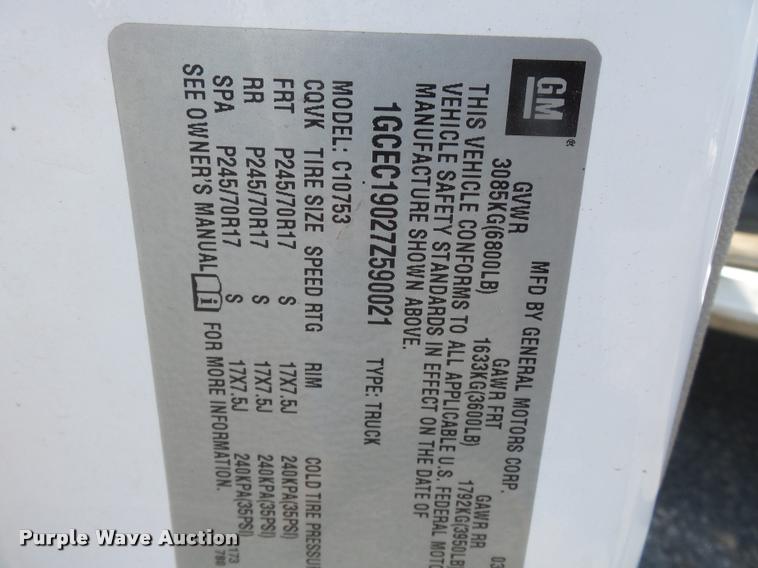 GM
MFD BY GENERAL MOTORS CORP.
GVWR GAWR FRT GAWR RR
3085KG(6800LB) 1633KG(3600LB) 1792KG(3950LB
THIS VEHICLE CONFORMS TO ALL APPLICABLE U.S. FEDERAL MOTO
VEHICLE SAFETY STANDARDS IN EFFECT ON THE DATE OF
MANUFACTURE SHOWN ABOVE.
1GCEC19027Z590021 TYPE: TRUCK
MODEL: C10753
CQVK TIRE SIZE SPEED RTG RIM COLD TIRE PRESSU
FRT P245/70R17 S 17X7.5J 240KPA(35PSI)
RR P245/70R17 S 17X7.5J 240KPA(35PSI)
SPA P245/70R17 S 17X7.5J 240KPA(35PSI)
SEE OWNER'S MANUAL FOR MORE INFORMATION.
Purple Wave Auction